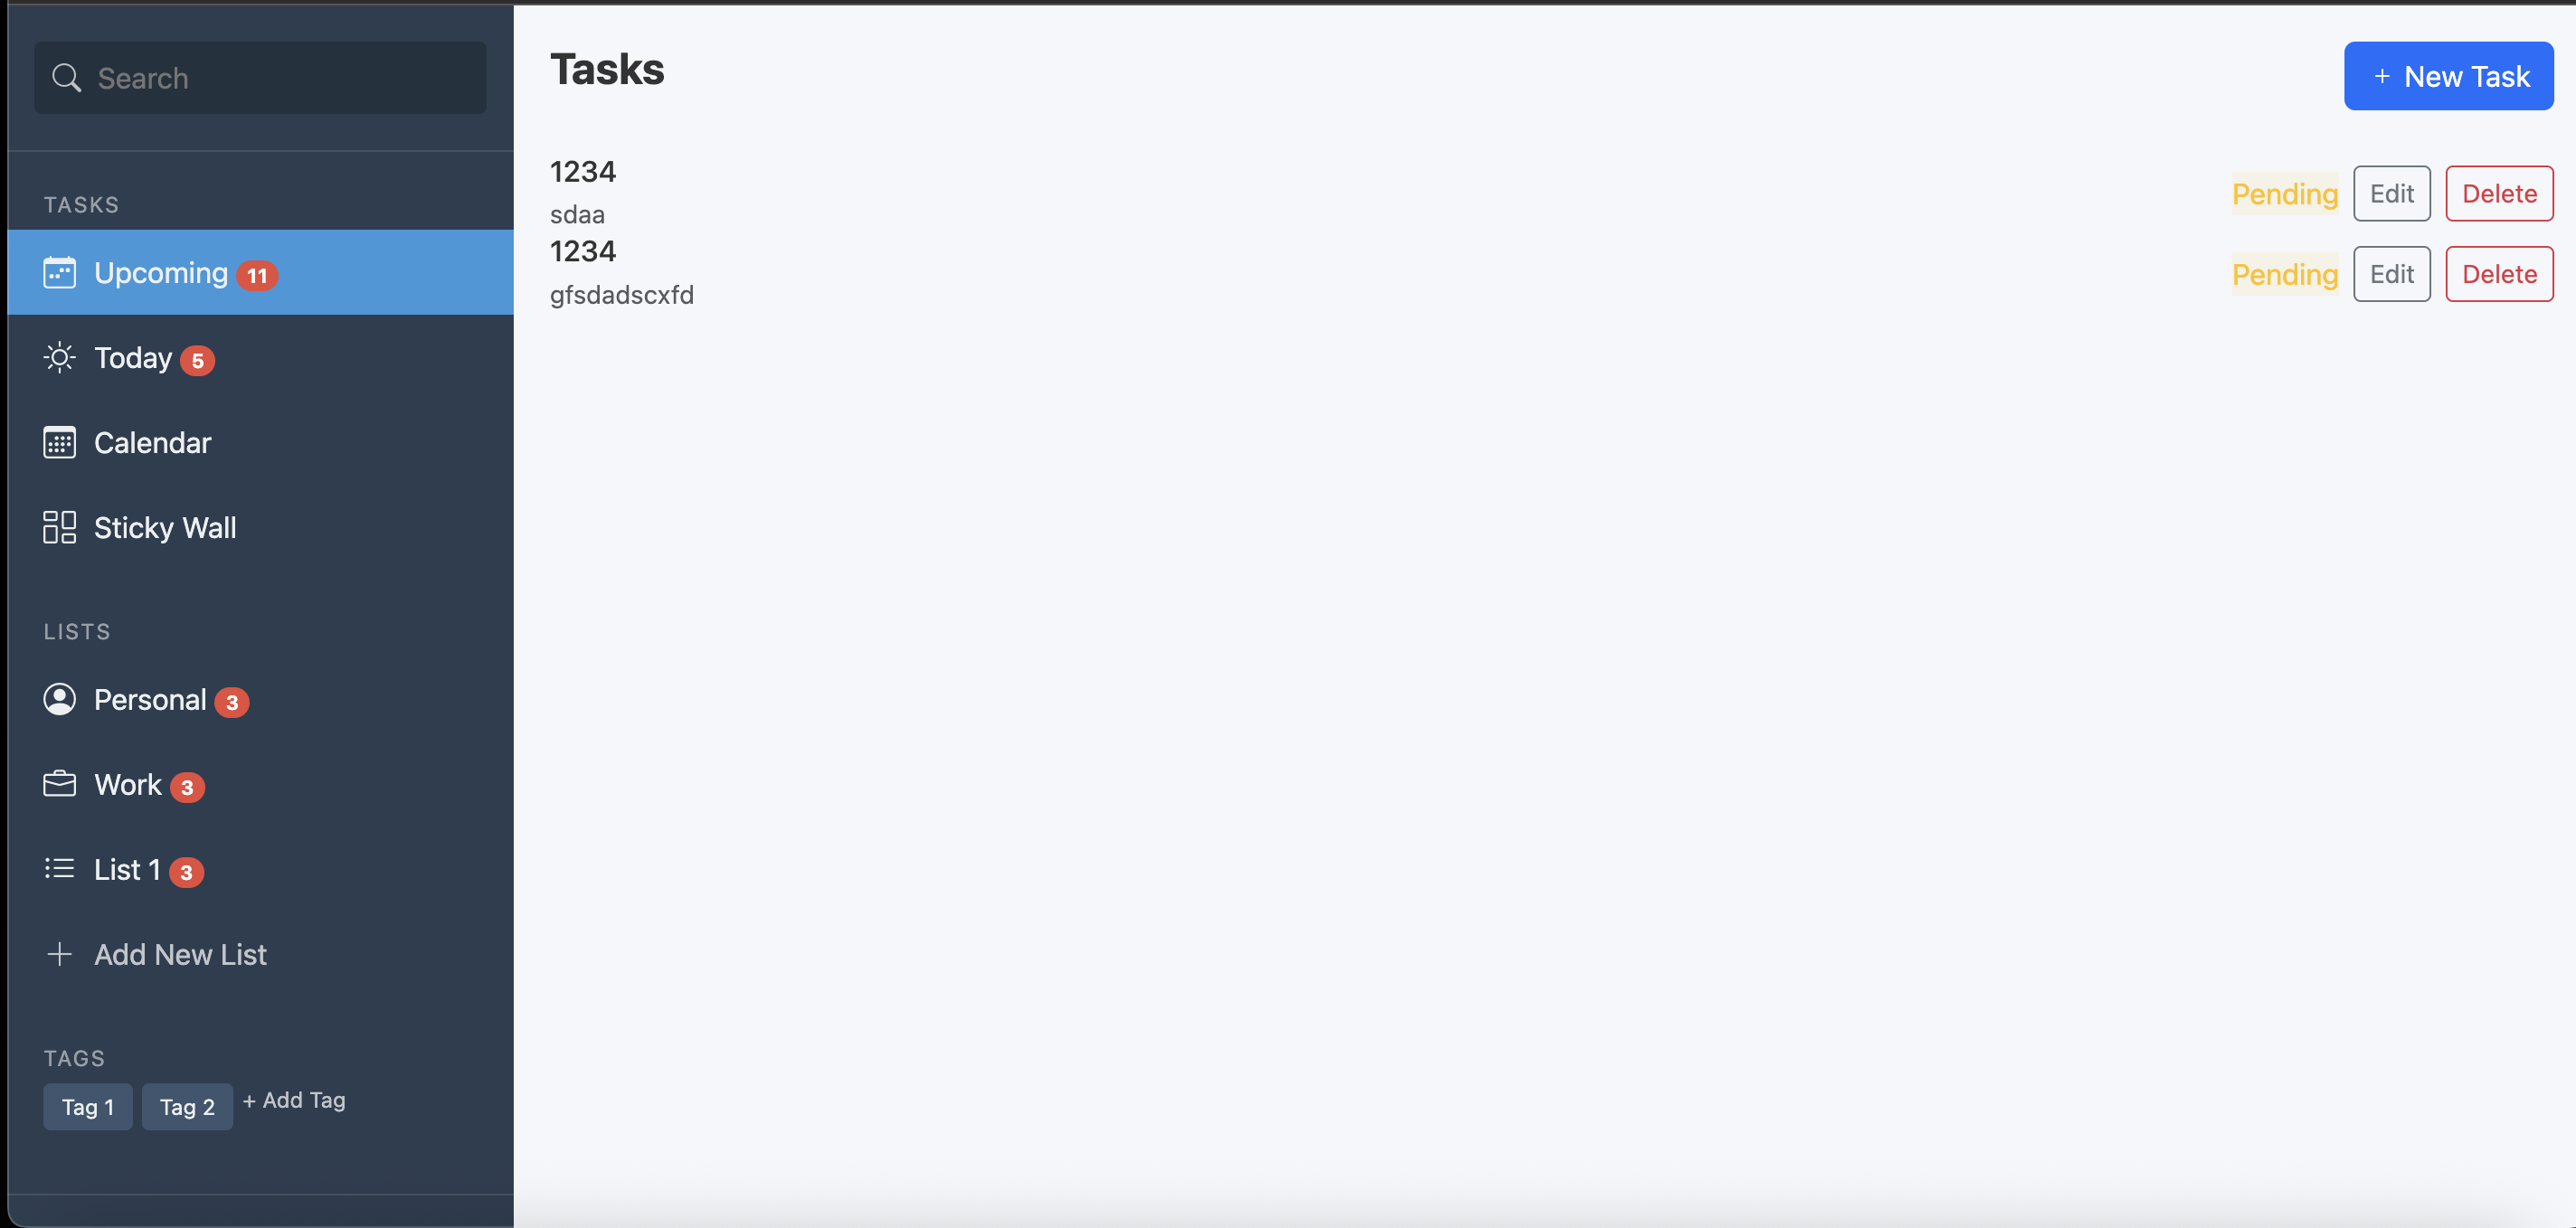 Search
TASKS
Upcoming 11
Today 5
Calendar
Sticky Wall
LISTS
Personal 3
Work 3
List 1 3
+ Add New List
TAGS
Tag 1 Tag 2 + Add Tag
Tasks
+ New Task
1234
sdaa
Pending Edit Delete
1234
gfsdadscxfd
Pending Edit Delete